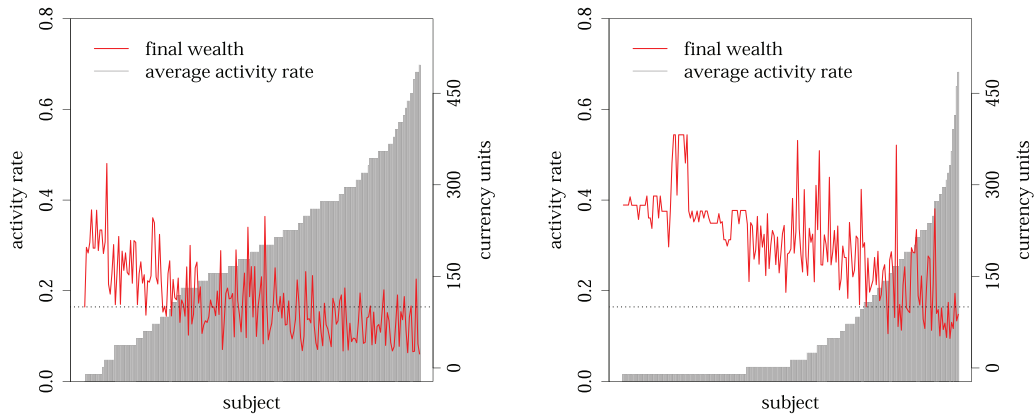 0.8
0.6
0.4
0.2
0.0
activity rate
final wealth
average activity rate
450
300
150
0
currency units
subject
0.8
0.6
0.4
0.2
0.0
activity rate
final wealth
average activity rate
450
300
150
0
currency units
subject